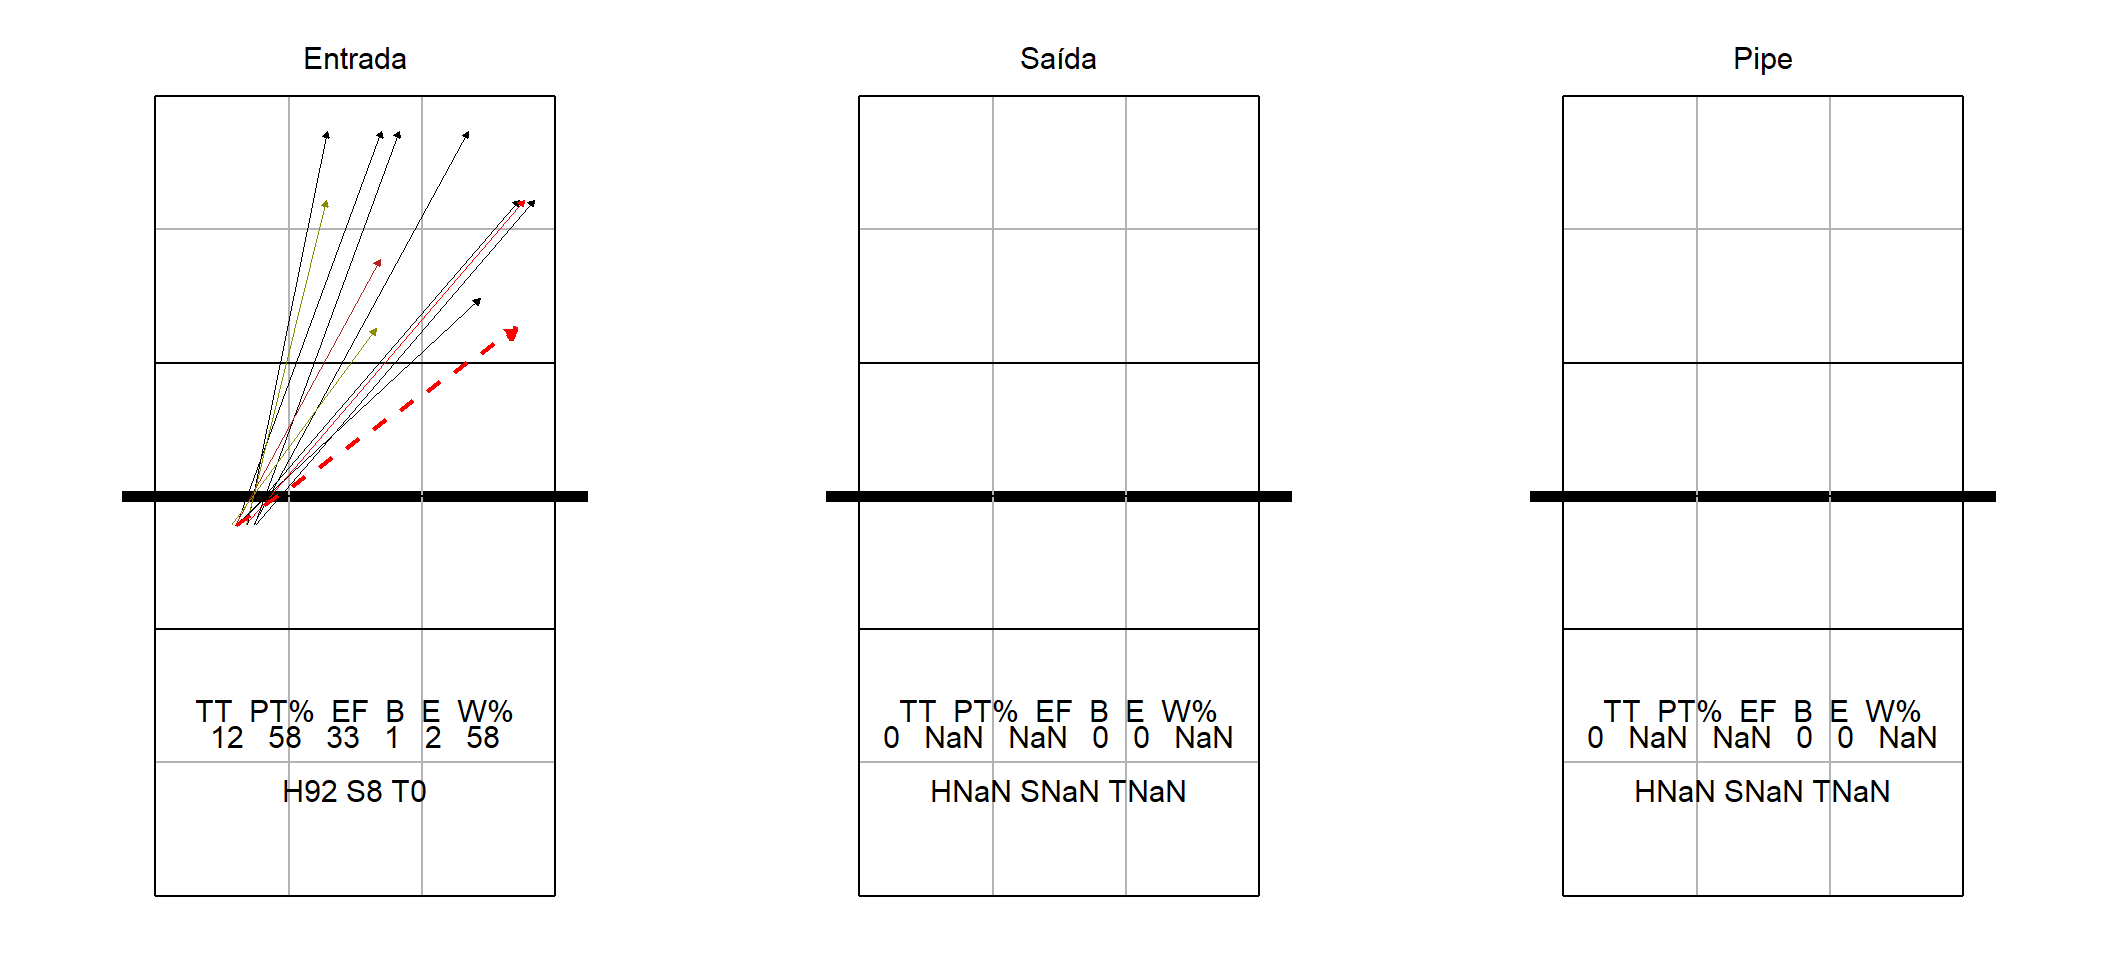 Entrada
TT PT% EF B E W%
12 58 33 1 2 58
H92 S8 T0
Saída
TT PT% EF B E W%
0 NaN NaN 0 0 NaN
HNaN SNaN TNaN
Pipe
TT PT% EF B E W%
0 NaN NaN 0 0 NaN
HNaN SNaN TNaN